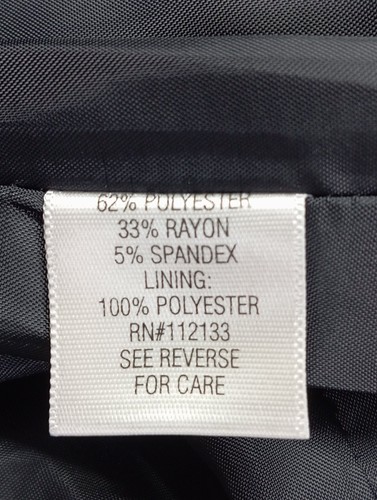 62% POLYESTER
33% RAYON
5% SPANDEX
LINING:
100% POLYESTER
RN#112133
SEE REVERSE
FOR CARE